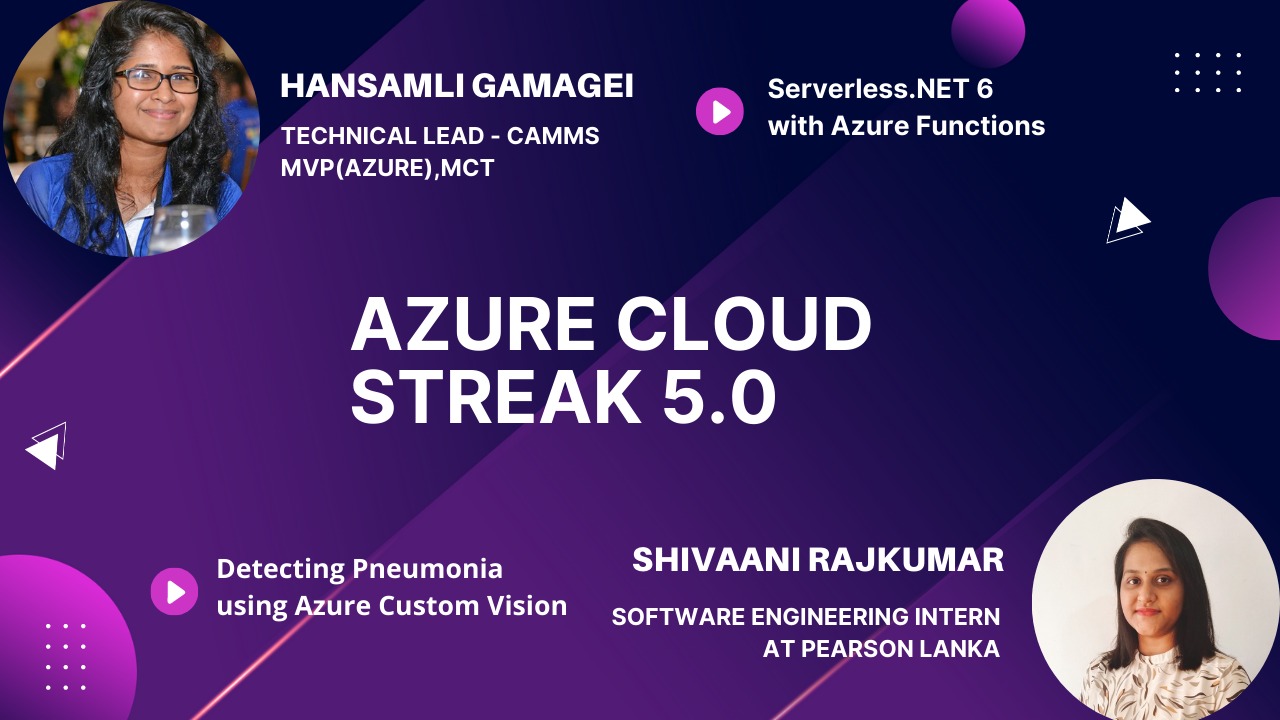 HANSAMLI GAMAGEI
TECHNICAL LEAD - CAMMS
MVP(AZURE),MCT
Serverless.NET 6
with Azure Functions
AZURE CLOUD
STREAK 5.0
Detecting Pneumonia
using Azure Custom Vision
SHIVAANI RAJKUMAR
SOFTWARE ENGINEERING INTERN
AT PEARSON LANKA